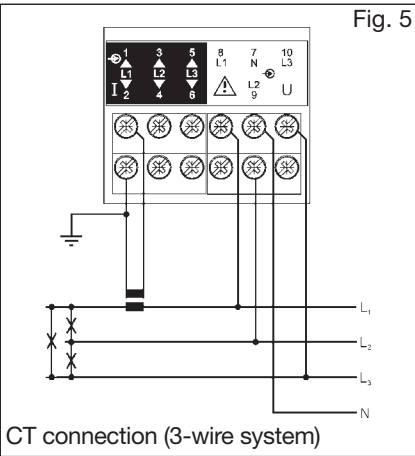 Fig. 5
1 3 5 8 7 10
L1 N L3
L1 L2 L3
I L2 U
2 4 6 9
L1
L2
L3
N
CT connection (3-wire system)